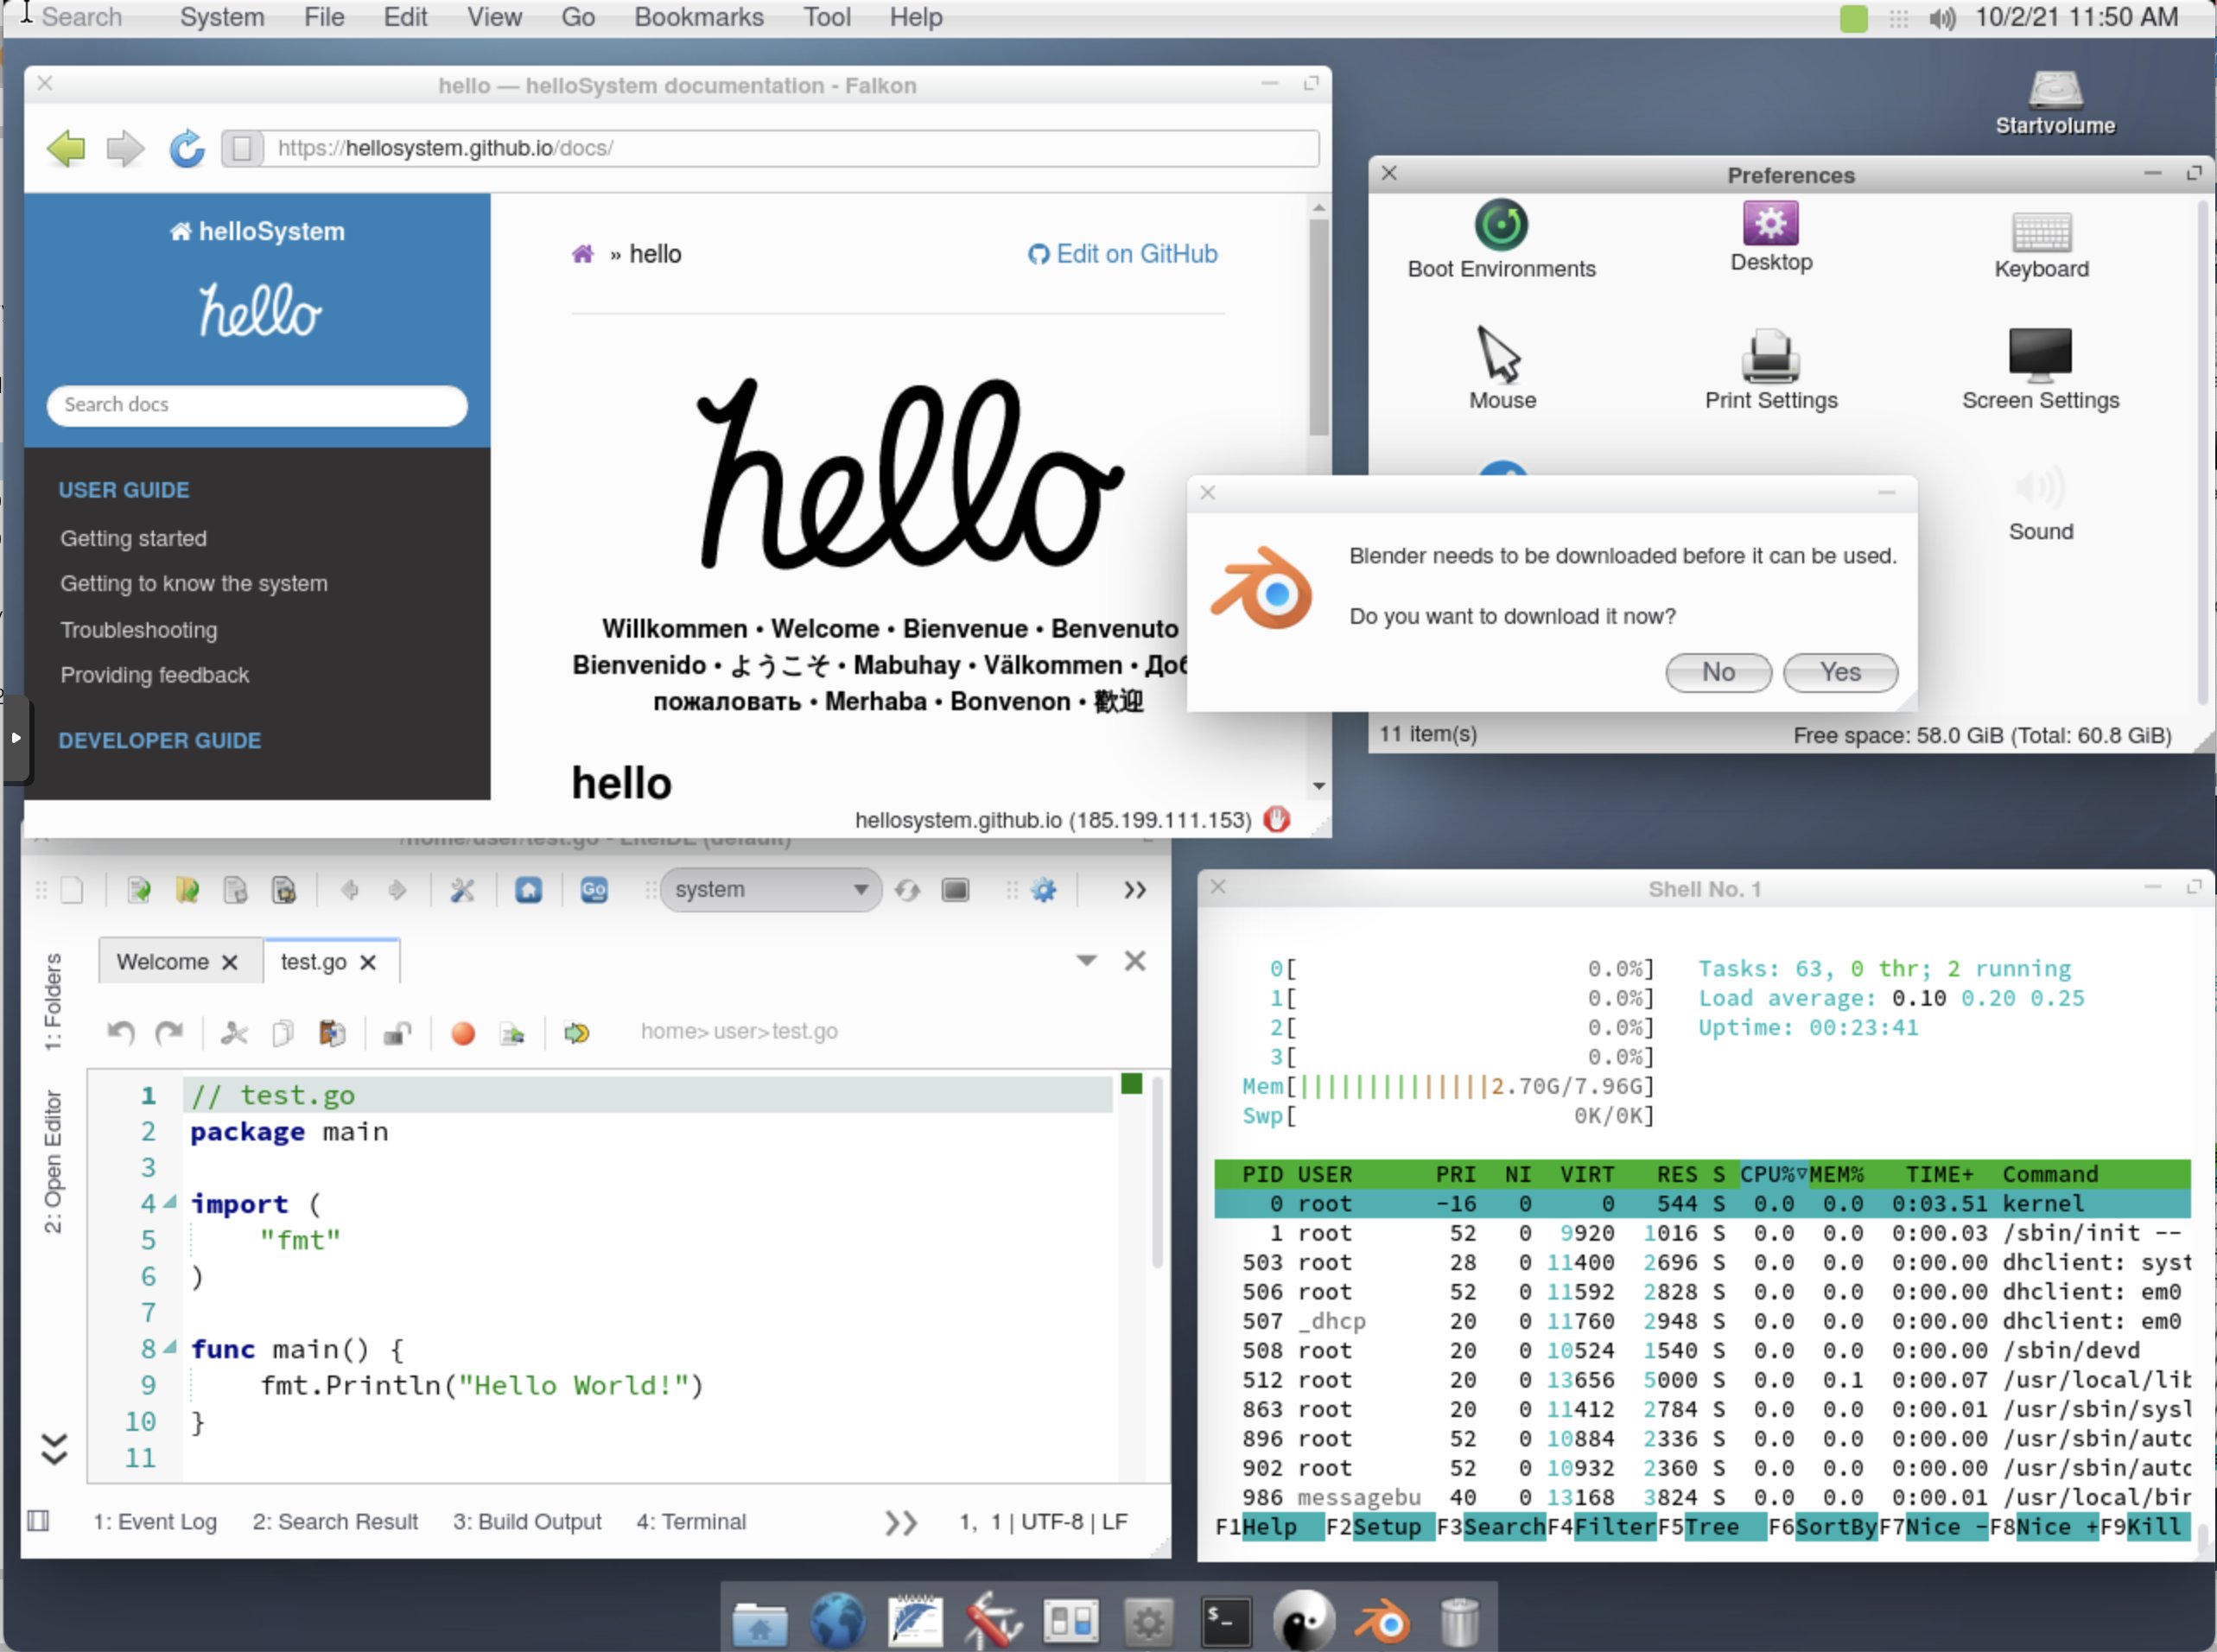 Search System File Edit View Go Bookmarks Tool Help 10/2/21 11:50 AM
Startvolume
hello — helloSystem documentation - Falkon
https://hellosystem.github.io/docs/
helloSystem
hello
Search docs
USER GUIDE
Getting started
Getting to know the system
Troubleshooting
Providing feedback
DEVELOPER GUIDE
» hello Edit on GitHub
hello
Willkommen • Welcome • Bienvenue • Benvenuto
Bienvenido • ようこそ • Mabuhay • Välkommen •
пожаловать • Merhaba • Bonvenon • 歡迎
hello
hellosystem.github.io (185.199.111.153)
Preferences
Boot Environments Desktop Keyboard
Mouse Print Settings Screen Settings
Sound
11 item(s) Free space: 58.0 GiB (Total: 60.8 GiB)
Blender needs to be downloaded before it can be used.
Do you want to download it now?
No Yes
/home/user/test.go - LiteIDE (default)
Go system
1: Folders
2: Open Editor
Welcome test.go
home> user>test.go
1 // test.go
2 package main
3
4 import (
5 "fmt"
6 )
7
8 func main() {
9 fmt.Println("Hello World!")
10 }
11
1: Event Log 2: Search Result 3: Build Output 4: Terminal 1, 1 | UTF-8 | LF
Shell No. 1
0[ 0.0%] Tasks: 63, 0 thr; 2 running
1[ 0.0%] Load average: 0.10 0.20 0.25
2[ 0.0%] Uptime: 00:23:41
3[ 0.0%]
Mem[||||||||||||||2.70G/7.96G]
Swp[ 0K/0K]
PID USER PRI NI VIRT RES S CPU%▽MEM% TIME+ Command
0 root -16 0 0 544 S 0.0 0.0 0:03.51 kernel
1 root 52 0 9920 1016 S 0.0 0.0 0:00.03 /sbin/init --
503 root 28 0 11400 2696 S 0.0 0.0 0:00.00 dhclient: syst
506 root 52 0 11592 2828 S 0.0 0.0 0:00.00 dhclient: em0
507 _dhcp 20 0 11760 2948 S 0.0 0.0 0:00.00 dhclient: em0
508 root 20 0 10524 1540 S 0.0 0.0 0:00.00 /sbin/devd
512 root 20 0 13656 5000 S 0.0 0.1 0:00.07 /usr/local/lib
863 root 20 0 11412 2784 S 0.0 0.0 0:00.01 /usr/sbin/sysl
896 root 52 0 10884 2336 S 0.0 0.0 0:00.00 /usr/sbin/auto
902 root 52 0 10932 2360 S 0.0 0.0 0:00.00 /usr/sbin/auto
986 messagebu 40 0 13168 3824 S 0.0 0.0 0:00.01 /usr/local/bin
F1Help F2Setup F3SearchF4FilterF5Tree F6SortByF7Nice -F8Nice +F9Kill
$_